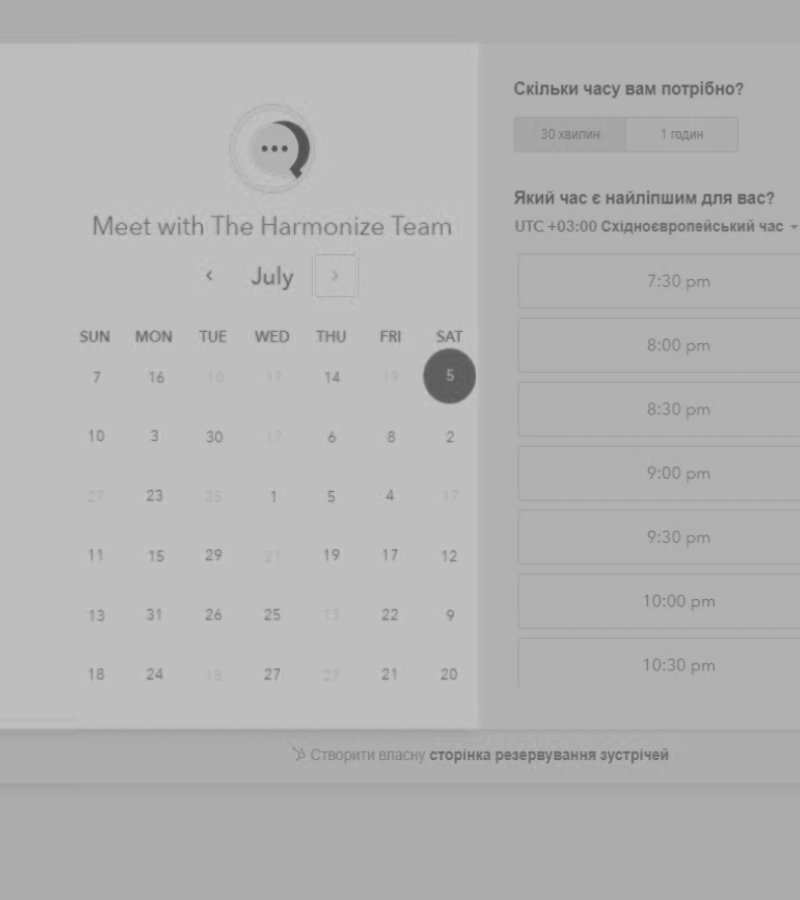 Meet with The Harmonize Team
July
SUN MON TUE WED THU FRI SAT
7 16 10 17 14 19 5
10 3 30 17 6 8 2
27 23 25 1 5 4 17
11 15 29 21 19 17 12
13 31 26 25 13 22 9
18 24 18 27 27 21 20
Скільки часу вам потрібно?
30 хвилин 1 годин
Який час є найліпшим для вас?
UTC +03:00 Східноєвропейський час
7:30 pm
8:00 pm
8:30 pm
9:00 pm
9:30 pm
10:00 pm
10:30 pm
Створити власну сторінка резервування зустрічей